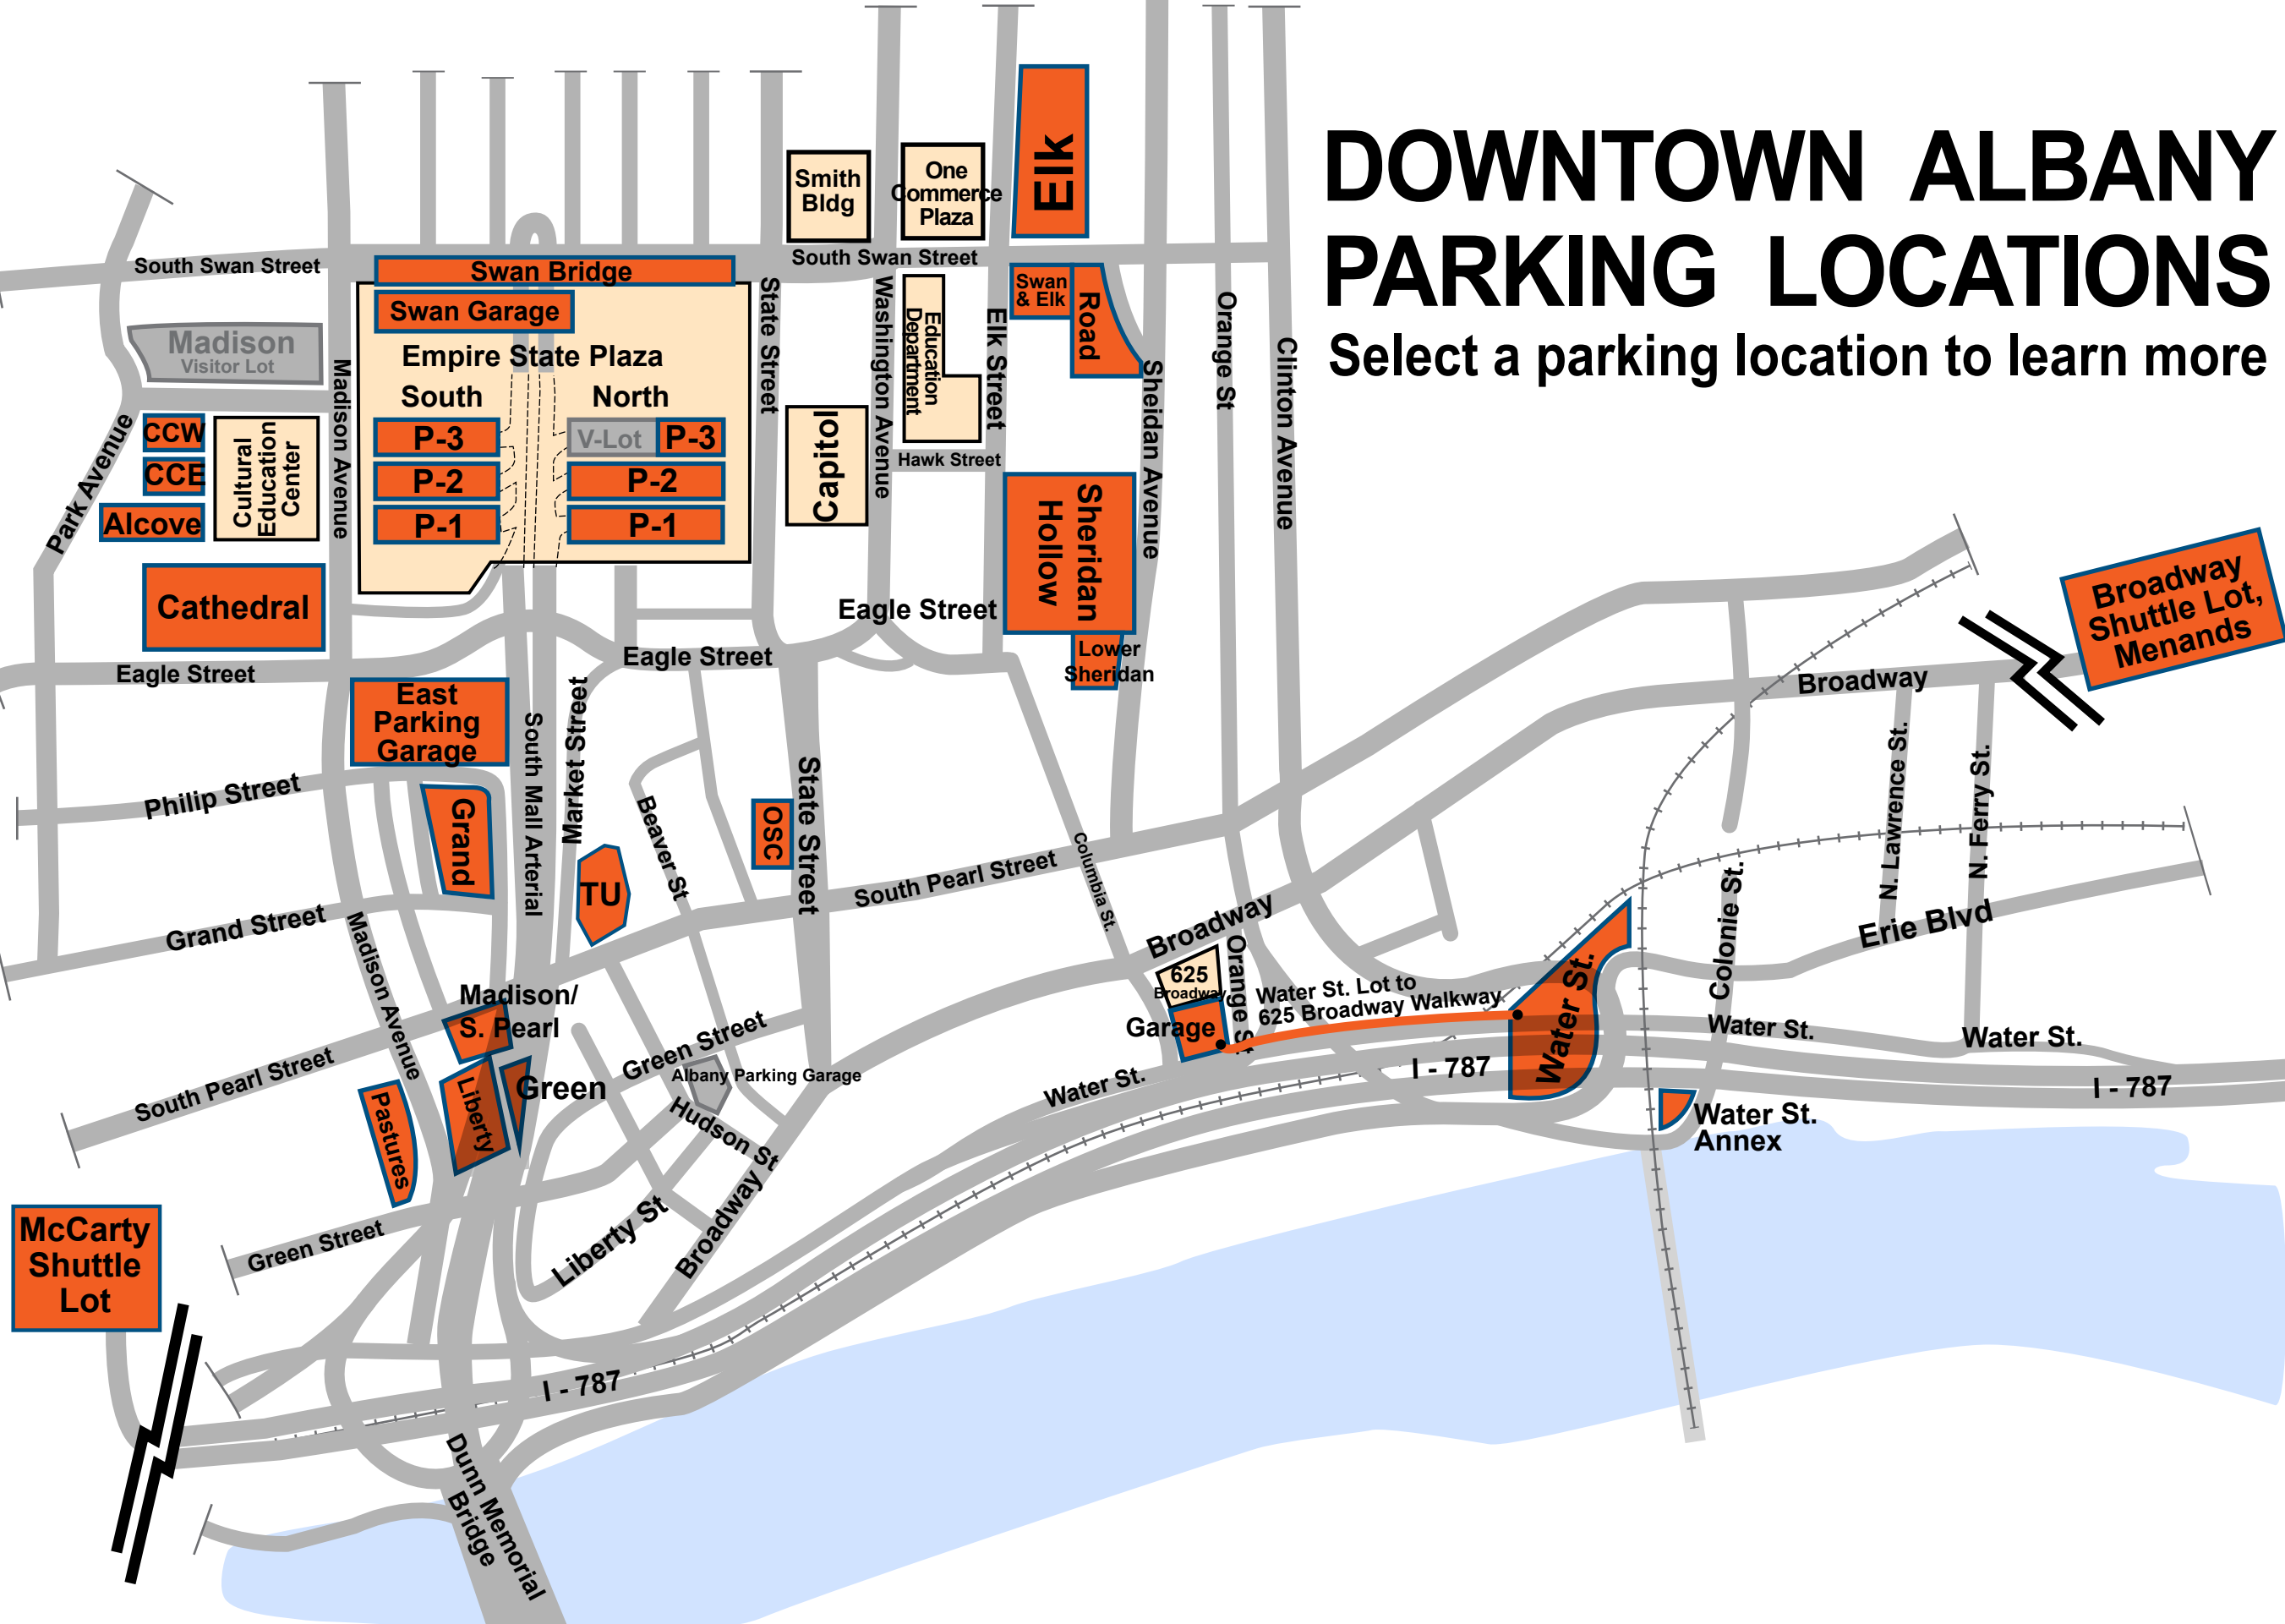 DOWNTOWN ALBANY
PARKING LOCATIONS
Select a parking location to learn more
Elk
Smith
Bldg
One
Commerce
Plaza
South Swan Street
South Swan Street
Swan Bridge
Swan Garage
Empire State Plaza
South
North
P-3
P-2
P-1
V-Lot
P-3
P-2
P-1
Madison
Visitor Lot
Madison Avenue
Park Avenue
CCW
CCE
Alcove
Cultural
Education
Center
Cathedral
State Street
Washington Avenue
Education
Department
Elk Street
Swan
& Elk
Road
Capitol
Hawk Street
Sheridan
Hollow
Lower
Sheridan
Sheidan Avenue
Orange St
Clinton Avenue
Eagle Street
Eagle Street
Eagle Street
East
Parking
Garage
Philip Street
Grand
South Mall Arterial
Market Street
TU
Beaver St
OSC
State Street
South Pearl Street
Columbia St.
Grand Street
Madison Avenue
Madison/
S. Pearl
South Pearl Street
Pastures
Liberty
Green
Green Street
Albany Parking Garage
Hudson St
Liberty St
Broadway
Green Street
McCarty
Shuttle
Lot
I - 787
Dunn Memorial
Bridge
Broadway
625
Broadway
Garage
Orange St.
Water St. Lot to
625 Broadway Walkway
Water St.
Water St.
I - 787
Water St.
Annex
Water St.
Water St.
I - 787
Colonie St.
Erie Blvd
N. Lawrence St.
N. Ferry St.
Broadway
Broadway
Shuttle Lot,
Menands